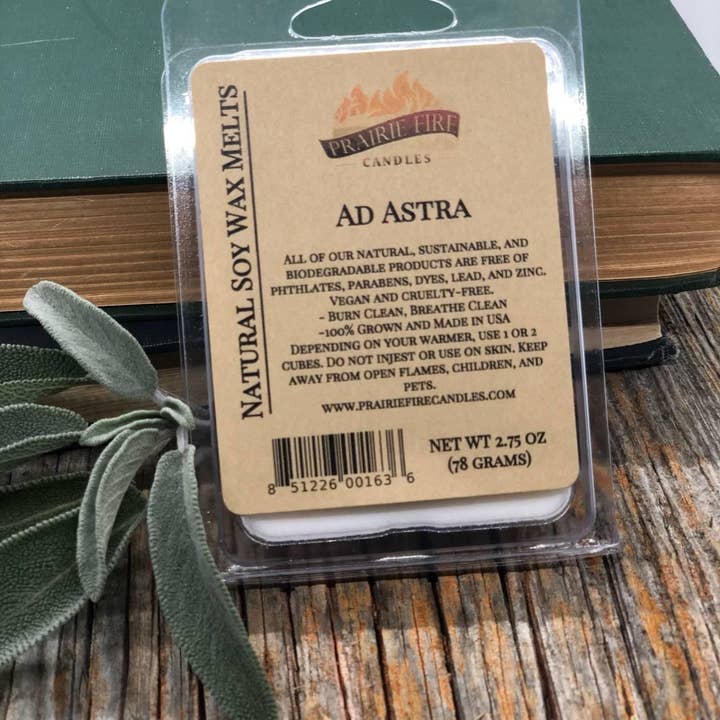 PRAIRIE FIRE
CANDLES
NATURAL SOY WAX MELTS
AD ASTRA
ALL OF OUR NATURAL, SUSTAINABLE, AND
BIODEGRADABLE PRODUCTS ARE FREE OF
PHTHLATES, PARABENS, DYES, LEAD, AND ZINC.
VEGAN AND CRUELTY-FREE.
- BURN CLEAN, BREATHE CLEAN
-100% GROWN AND MADE IN USA
DEPENDING ON YOUR WARMER, USE 1 OR 2
CUBES. DO NOT INJEST OR USE ON SKIN. KEEP
AWAY FROM OPEN FLAMES, CHILDREN, AND
PETS.
WWW.PRAIRIEFIRECANDLES.COM
8 51226 00163 6
NET WT 2.75 OZ
(78 GRAMS)